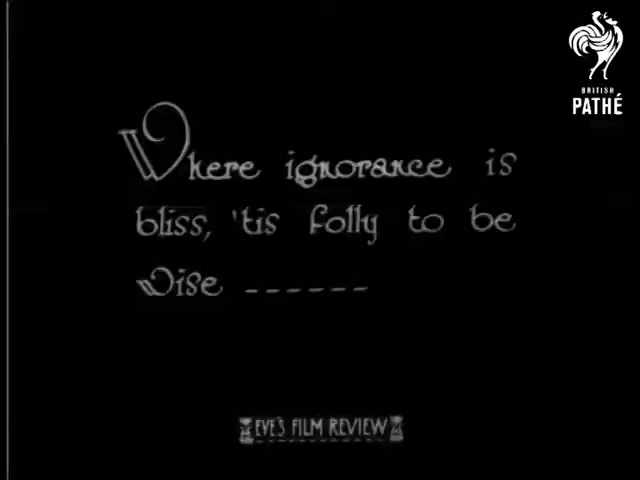 BRITISH
PATHÉ
Where ignorance is
bliss, 'tis folly to be
wise ------
EVE'S FILM REVIEW